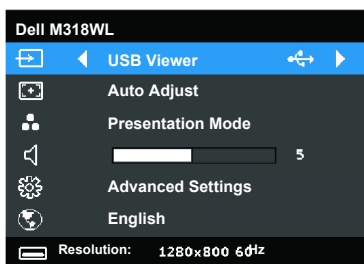 Dell M318WL
USB Viewer
Auto Adjust
Presentation Mode
5
Advanced Settings
English
Resolution: 1280x800 60Hz